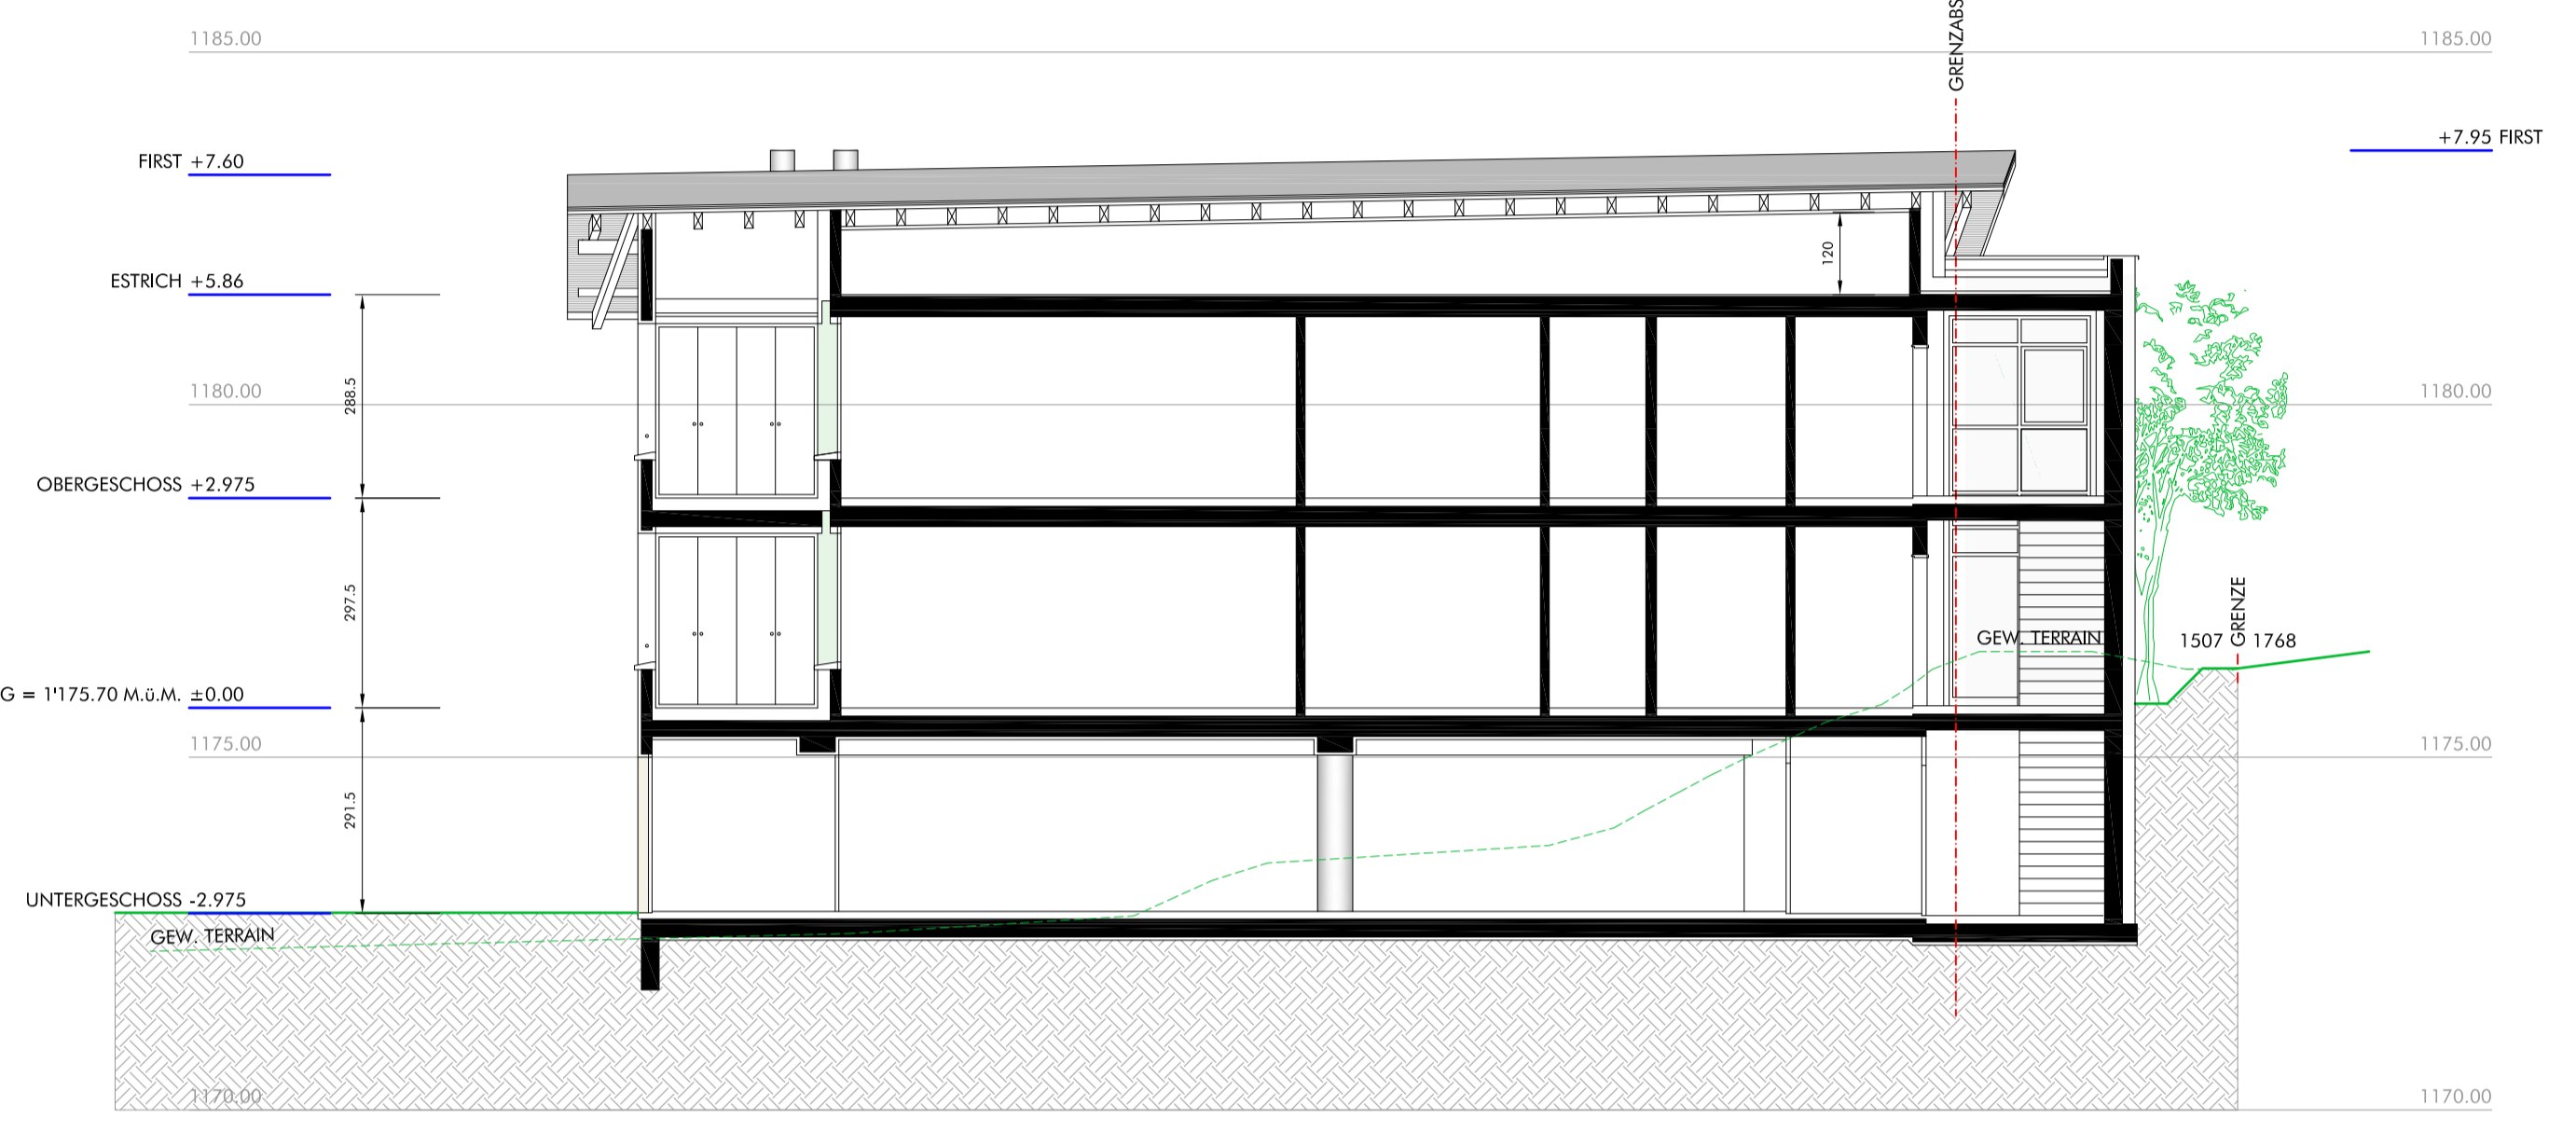 GRENZABS
1185.00
1185.00
+7.95 FIRST
FIRST +7.60
120
ESTRICH +5.86
288.5
1180.00
1180.00
OBERGESCHOSS +2.975
297.5
GRENZE
GEW. TERRAIN
1507 1768
G = 1'175.70 M.ü.M. ±0.00
1175.00
1175.00
291.5
UNTERGESCHOSS -2.975
GEW. TERRAIN
1170.00
1170.00